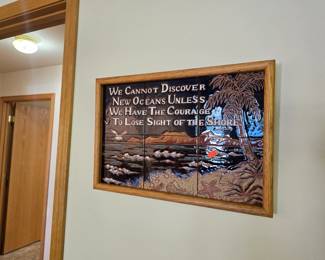 We Cannot Discover
New Oceans Unless
We Have The Courage
To Lose Sight of the Shore